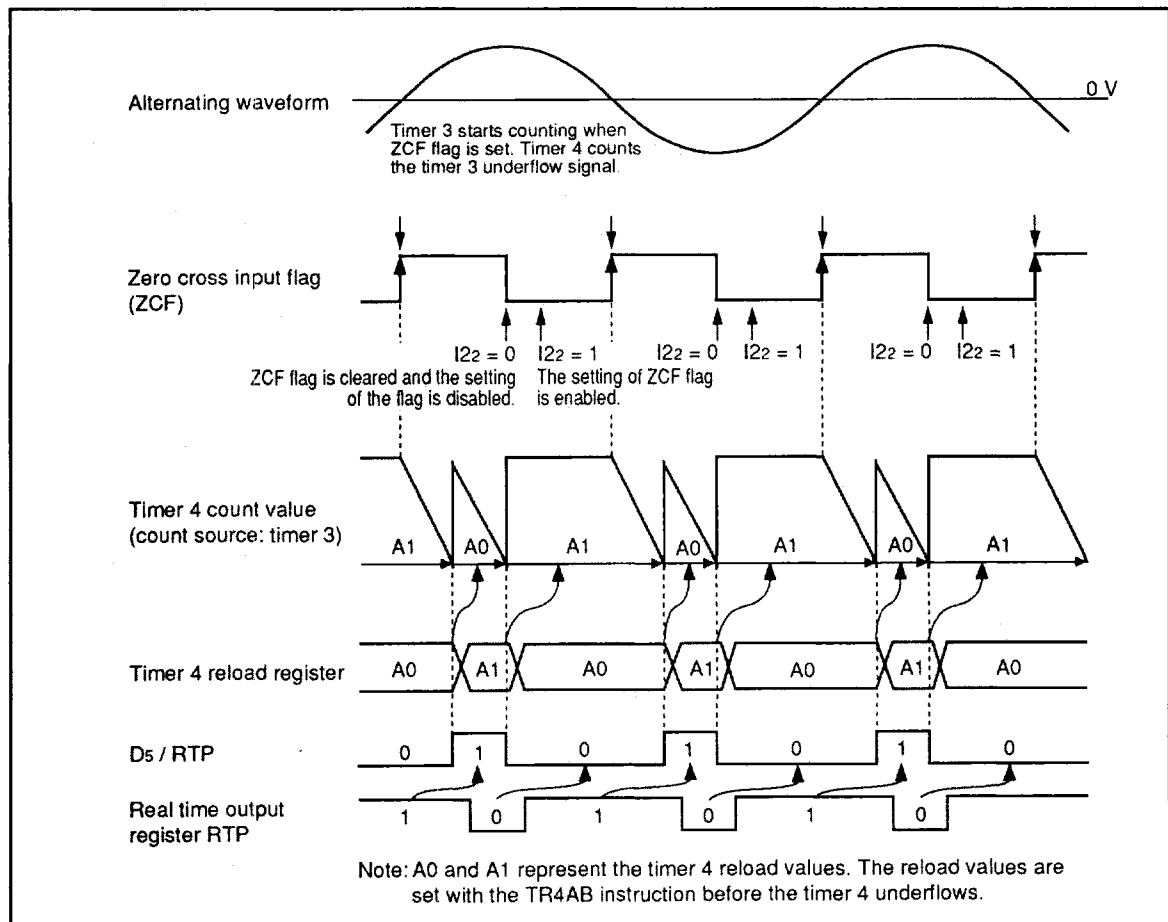 Alternating waveform
0 V
Timer 3 starts counting when
ZCF flag is set. Timer 4 counts
the timer 3 underflow signal.
Zero cross input flag
(ZCF)
I22 = 0
I22 = 1
I22 = 0
I22 = 1
I22 = 0
I22 = 1
ZCF flag is cleared and the setting
of the flag is disabled.
The setting of ZCF flag
is enabled.
Timer 4 count value
(count source: timer 3)
A1
A0
A1
A0
A1
A0
A1
Timer 4 reload register
A0
A1
A0
A1
A0
A1
A0
D5 / RTP
0
1
0
1
0
1
0
Real time output
register RTP
1
0
1
0
1
0
Note: A0 and A1 represent the timer 4 reload values. The reload values are
set with the TR4AB instruction before the timer 4 underflows.